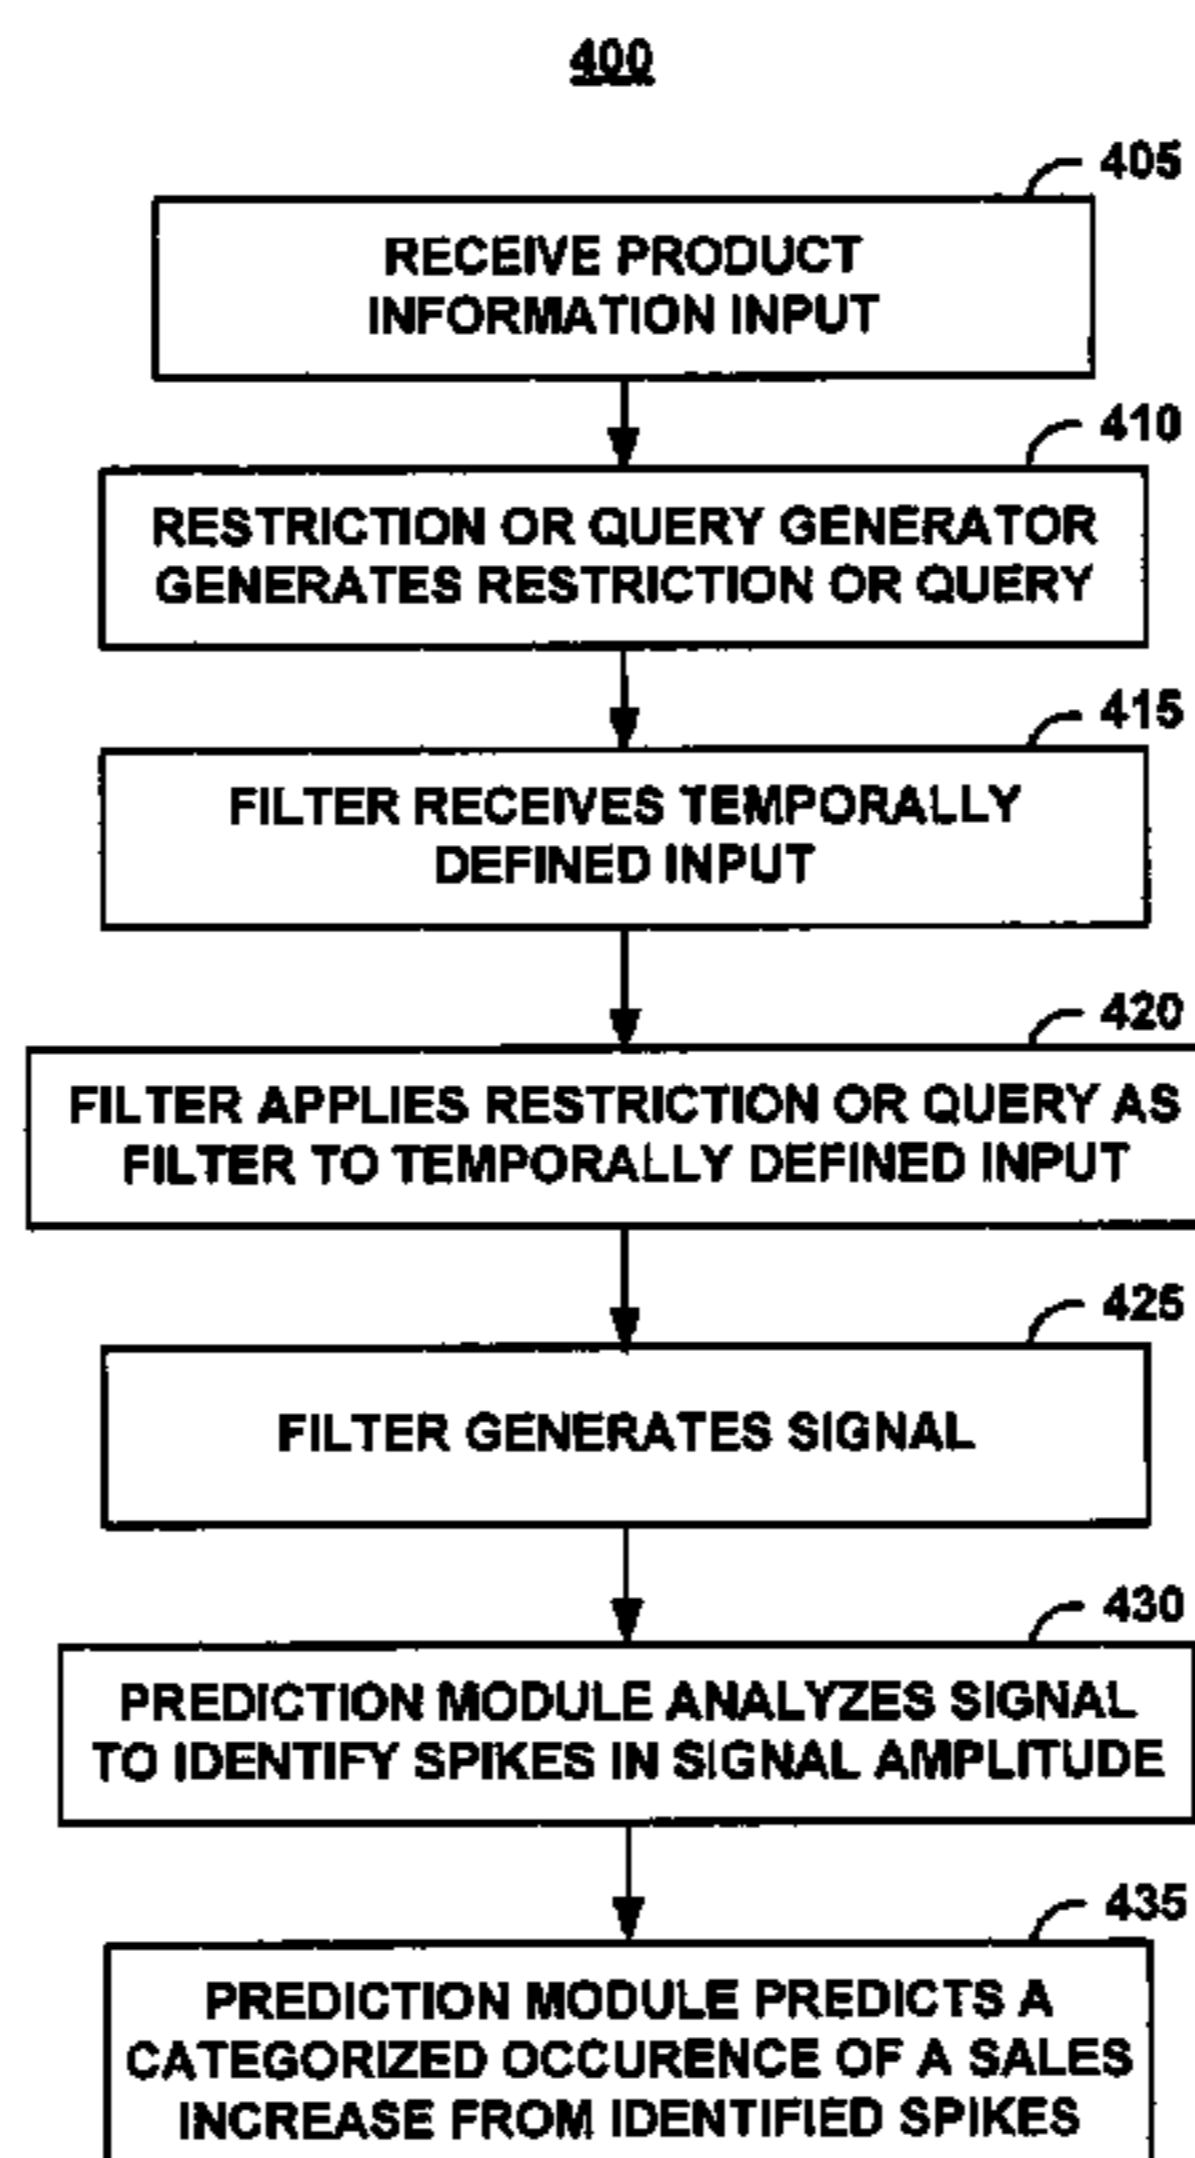 400
405
RECEIVE PRODUCT
INFORMATION INPUT
410
RESTRICTION OR QUERY GENERATOR
GENERATES RESTRICTION OR QUERY
415
FILTER RECEIVES TEMPORALLY
DEFINED INPUT
420
FILTER APPLIES RESTRICTION OR QUERY AS
FILTER TO TEMPORALLY DEFINED INPUT
425
FILTER GENERATES SIGNAL
430
PREDICTION MODULE ANALYZES SIGNAL
TO IDENTIFY SPIKES IN SIGNAL AMPLITUDE
435
PREDICTION MODULE PREDICTS A
CATEGORIZED OCCURENCE OF A SALES
INCREASE FROM IDENTIFIED SPIKES